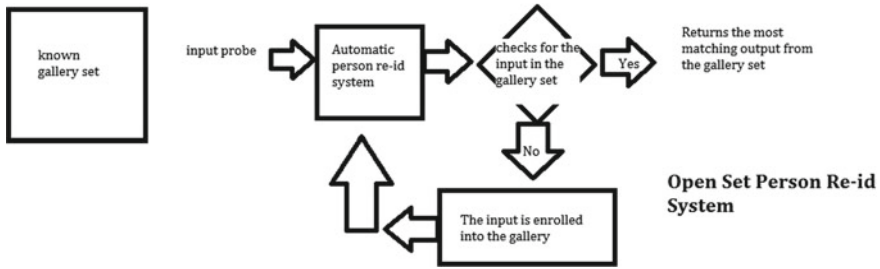 known
gallery set
input probe
Automatic
person re-id
system
checks for the
input in the
gallery set
Yes
Returns the most
matching output from
the gallery set
No
The input is enrolled
into the gallery
Open Set Person Re-id
System